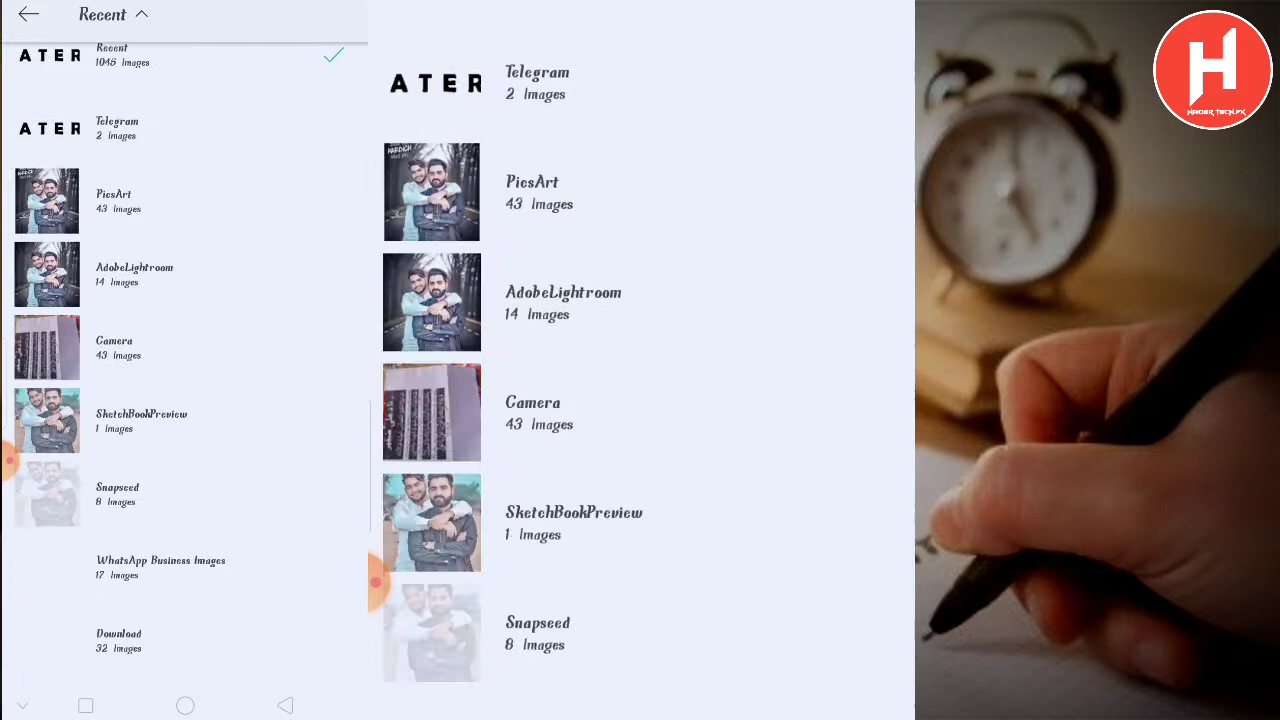 Recent
ATER
Recent
1045 Images
ATER
Telegram
2 Images
PicsArt
43 Images
AdobeLightroom
14 Images
Camera
43 Images
SketchBookPreview
1 Images
Snapseed
8 Images
WhatsApp Business Images
17 Images
Download
32 Images
ATER
Telegram
2 Images
PicsArt
43 Images
AdobeLightroom
14 Images
Camera
43 Images
SketchBookPreview
1 Images
Snapseed
8 Images
H